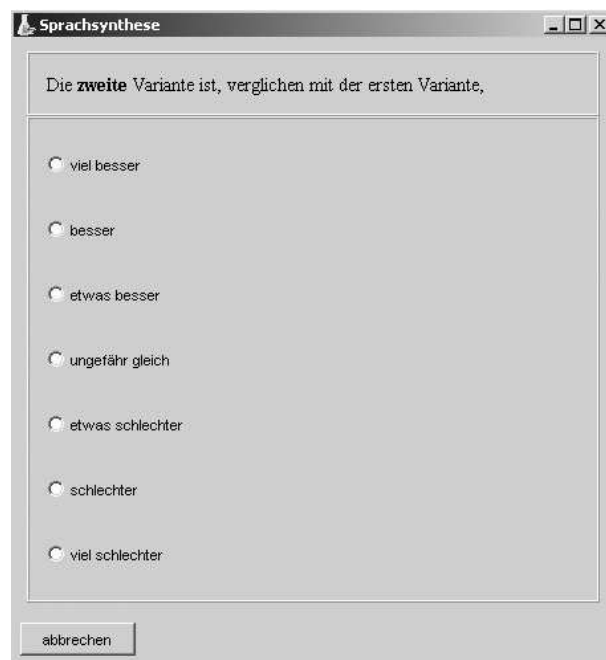 Sprachsynthese
Die zweite Variante ist, verglichen mit der ersten Variante,
viel besser
besser
etwas besser
ungefähr gleich
etwas schlechter
schlechter
viel schlechter
abbrechen